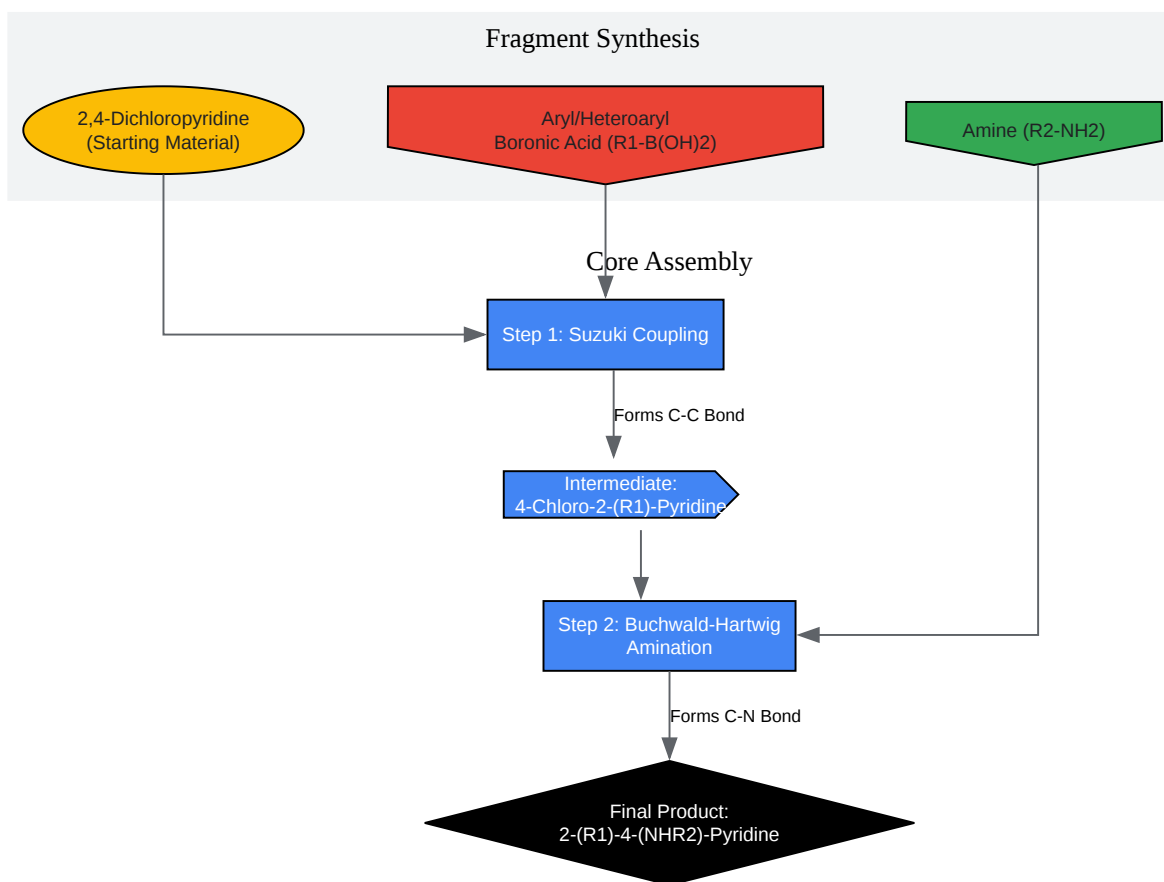 Fragment Synthesis
2,4-Dichloropyridine
(Starting Material)
Aryl/Heteroaryl
Boronic Acid (R1-B(OH)2)
Amine (R2-NH2)
Core Assembly
Step 1: Suzuki Coupling
Forms C-C Bond
Intermediate:
4-Chloro-2-(R1)-Pyridine
Step 2: Buchwald-Hartwig
Amination
Forms C-N Bond
Final Product:
2-(R1)-4-(NHR2)-Pyridine